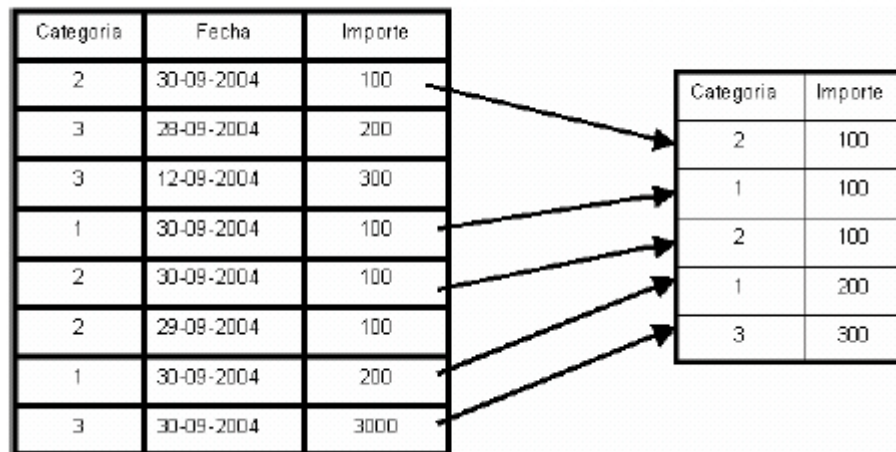 Categoria Fecha Importe
2 30-09-2004 100
3 28-09-2004 200
3 12-09-2004 300
1 30-09-2004 100
2 30-09-2004 100
2 29-09-2004 100
1 30-09-2004 200
3 30-09-2004 3000
Categoria Importe
2 100
1 100
2 100
1 200
3 300